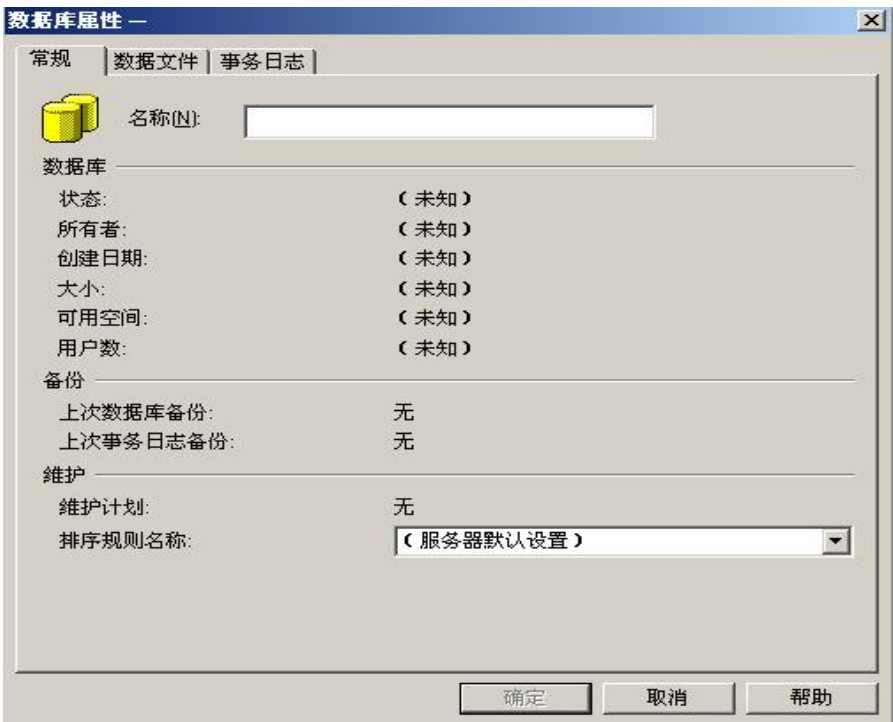 数据库属性 —
常规 数据文件 事务日志
名称(N):
数据库
状态: (未知)
所有者: (未知)
创建日期: (未知)
大小: (未知)
可用空间: (未知)
用户数: (未知)
备份
上次数据库备份: 无
上次事务日志备份: 无
维护
维护计划: 无
排序规则名称: (服务器默认设置)
确定 取消 帮助